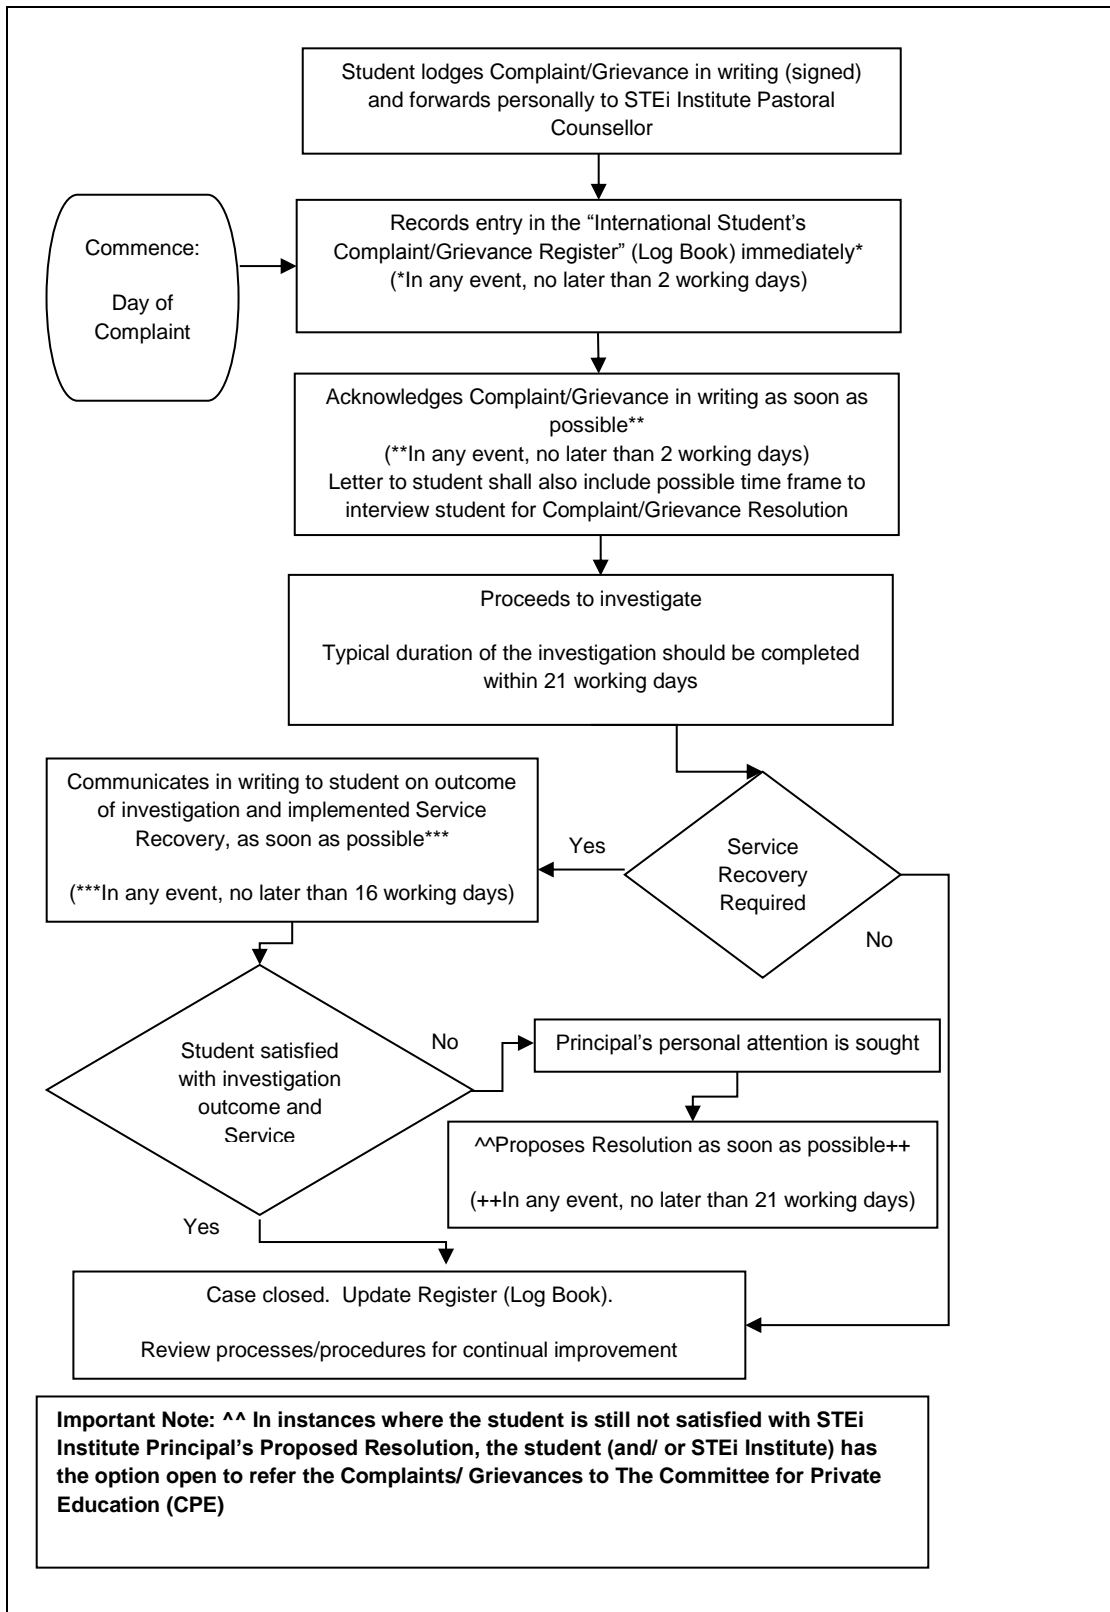 Student lodges Complaint/Grievance in writing (signed)
and forwards personally to STEi Institute Pastoral
Counsellor
Commence:
Day of
Complaint
Records entry in the “International Student’s
Complaint/Grievance Register” (Log Book) immediately*
(*In any event, no later than 2 working days)
Acknowledges Complaint/Grievance in writing as soon as
possible**
(**In any event, no later than 2 working days)
Letter to student shall also include possible time frame to
interview student for Complaint/Grievance Resolution
Proceeds to investigate
Typical duration of the investigation should be completed
within 21 working days
Communicates in writing to student on outcome
of investigation and implemented Service
Recovery, as soon as possible***
(***In any event, no later than 16 working days)
Yes
Service
Recovery
Required
No
Student satisfied
with investigation
outcome and
Service
No
Principal’s personal attention is sought
^^Proposes Resolution as soon as possible++
(++In any event, no later than 21 working days)
Yes
Case closed.  Update Register (Log Book).
Review processes/procedures for continual improvement
Important Note: ^^ In instances where the student is still not satisfied with STEi
Institute Principal’s Proposed Resolution, the student (and/ or STEi Institute) has
the option open to refer the Complaints/ Grievances to The Committee for Private
Education (CPE)